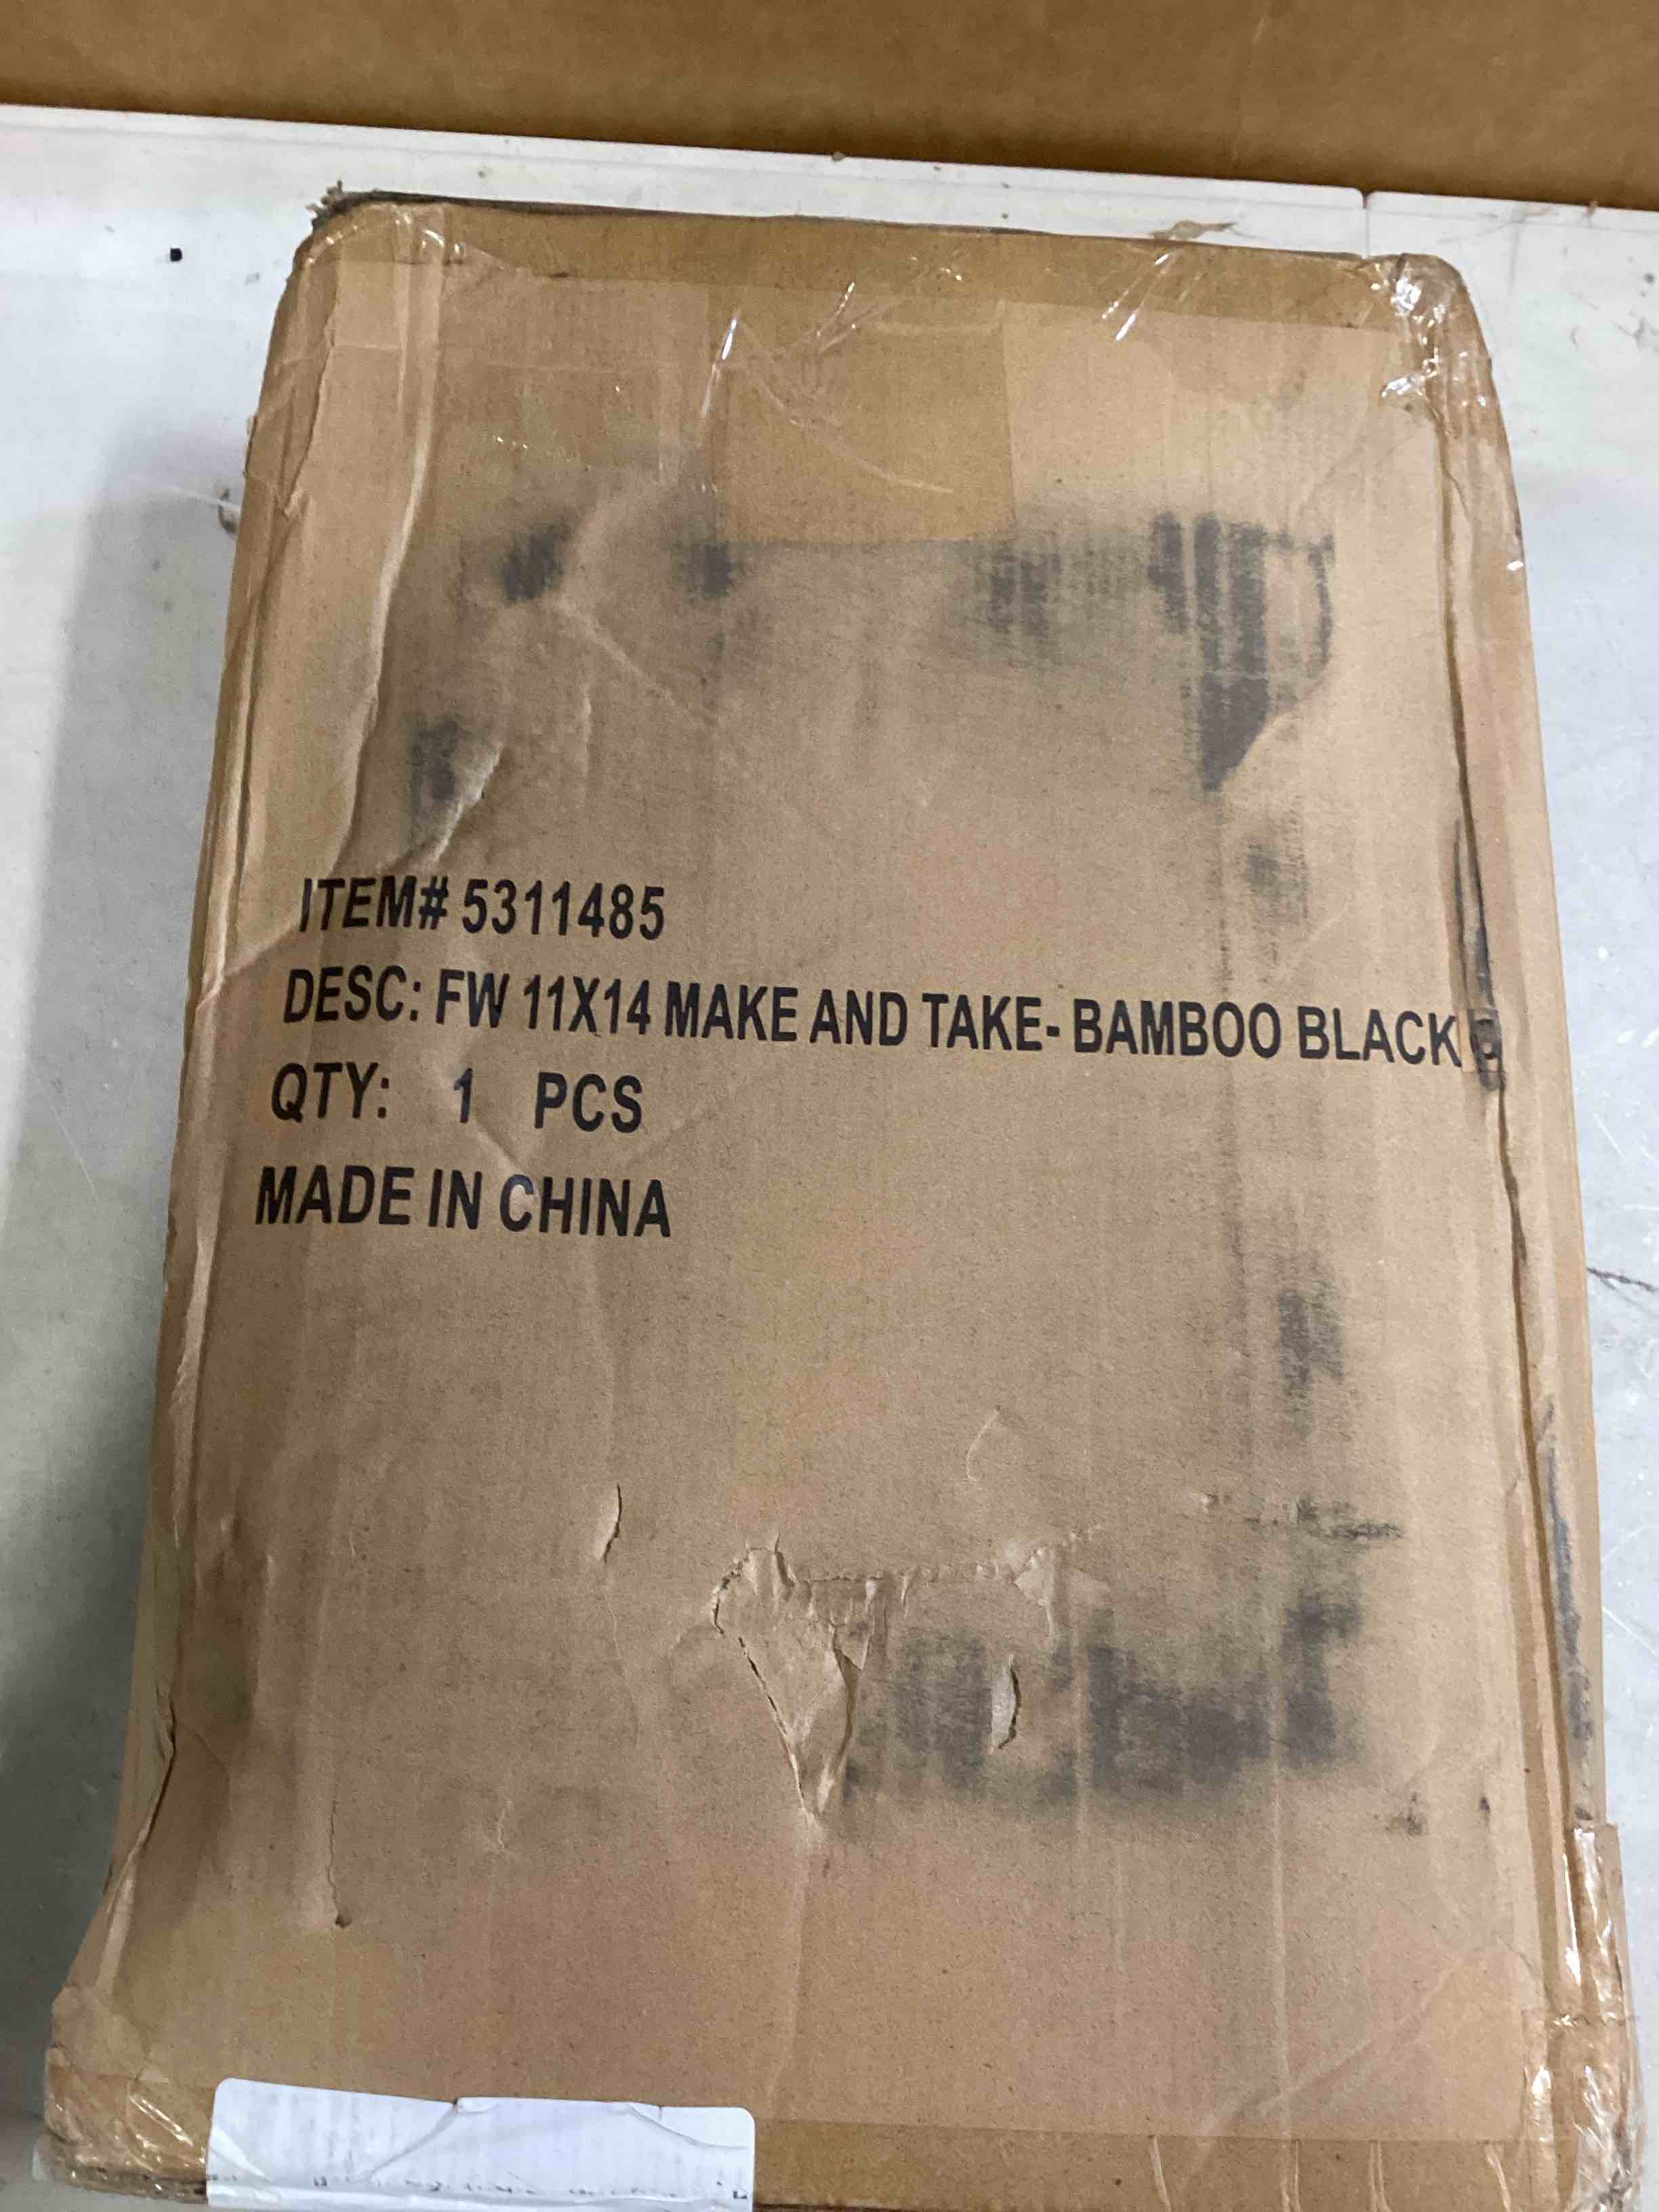 ITEM# 5311485
DESC: FW 11X14 MAKE AND TAKE- BAMBOO BLACK
QTY: 1 PCS
MADE IN CHINA